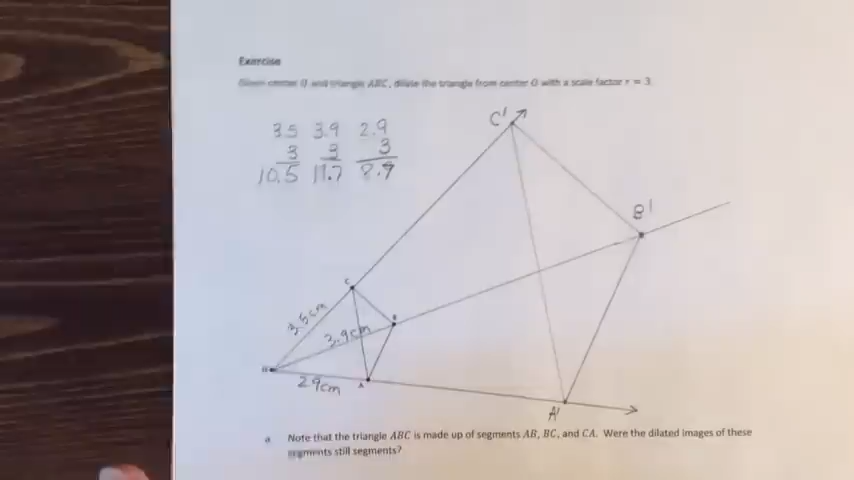 Exercise
Given center O and triangle ABC, dilate the triangle from center O with a scale factor r = 3.
3.5 3.9 2.9
3 3 3
10.5 11.7 8.7
C'
B'
C
3.5cm
B
3.9cm
2.9cm
A
A'
a. Note that the triangle ABC is made up of segments AB, BC, and CA. Were the dilated images of these
segments still segments?